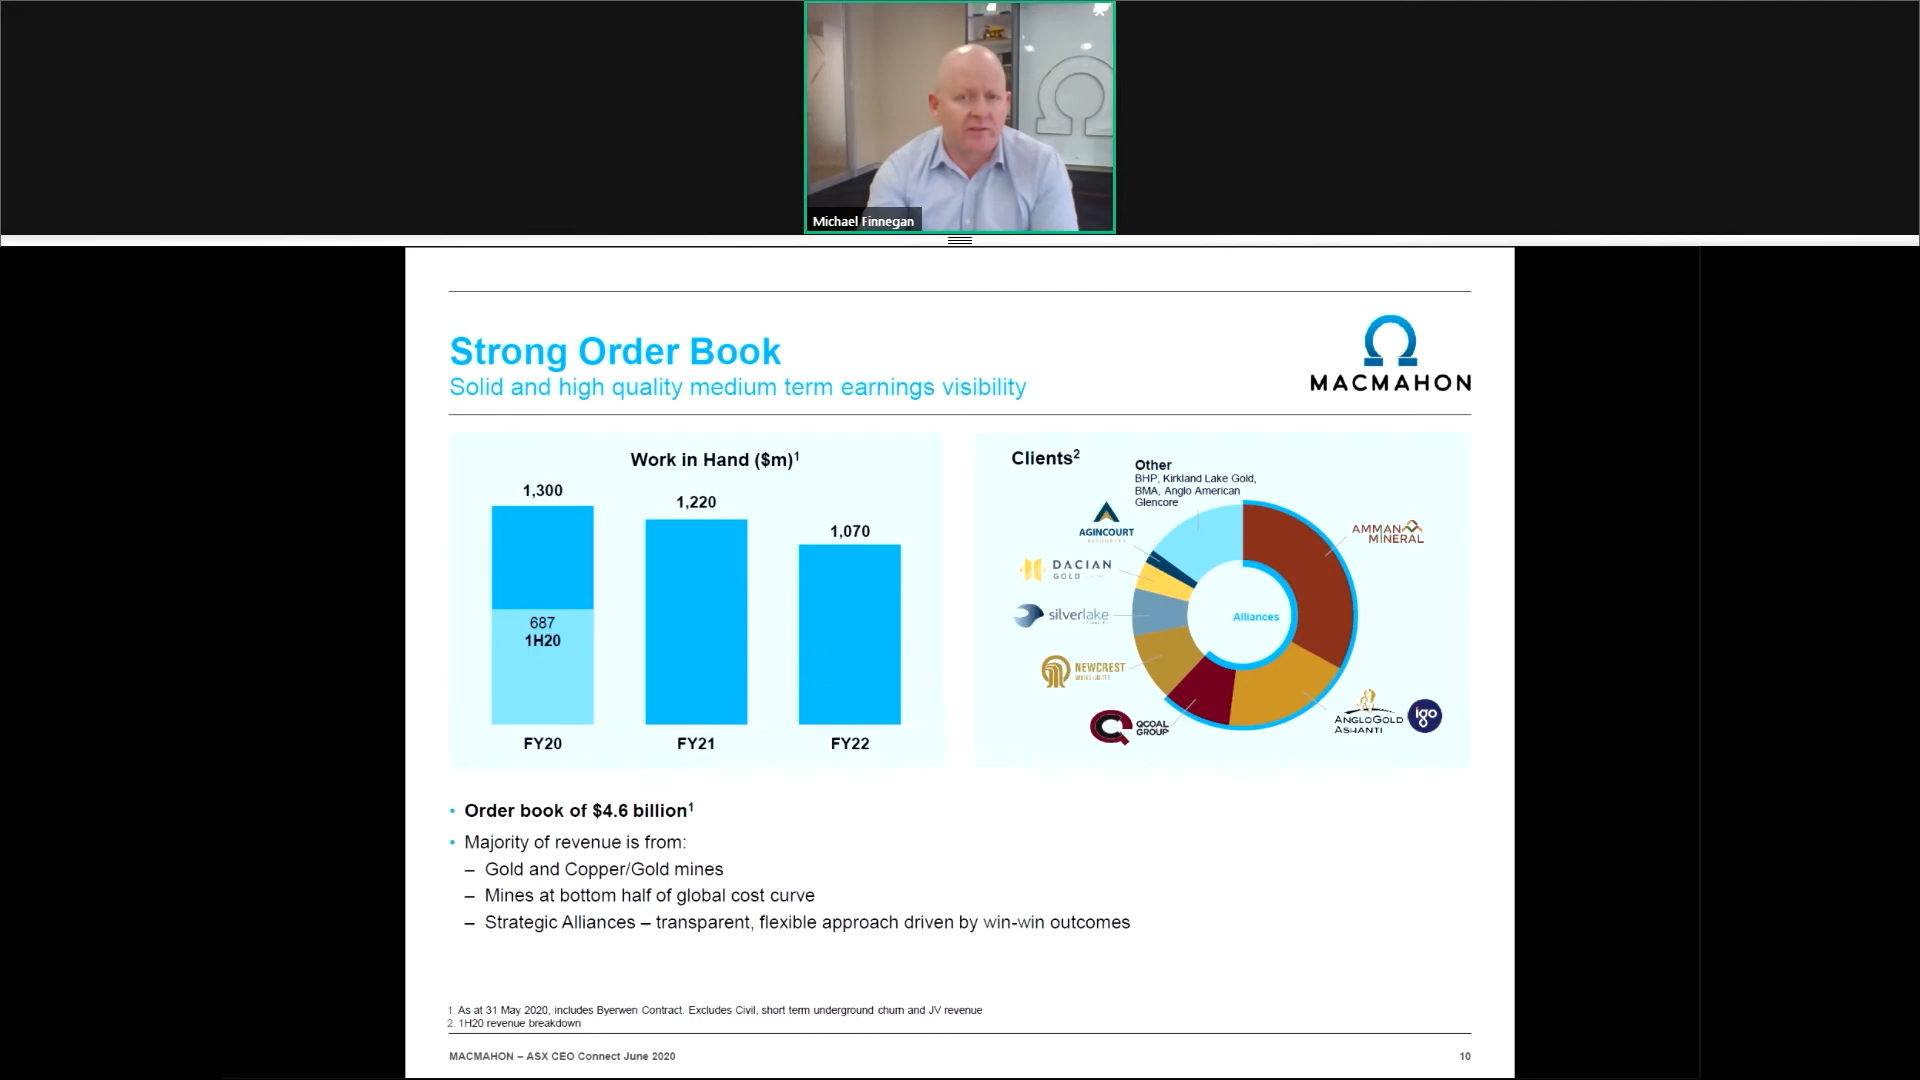 Michael Finnegan
Strong Order Book
Solid and high quality medium term earnings visibility
MACMAHON
Work in Hand ($m)1
1,300
1,220
1,070
687
1H20
FY20
FY21
FY22
Clients2
Other
BHP, Kirkland Lake Gold,
BMA, Anglo American
Glencore
AGINCOURT
RESOURCES
DACIAN
GOLD
silverlake
NEWCREST
QCOAL
GROUP
AMMAN
MINERAL
Alliances
ANGLOGOLD
ASHANTI
igo
• Order book of $4.6 billion1
• Majority of revenue is from:
– Gold and Copper/Gold mines
– Mines at bottom half of global cost curve
– Strategic Alliances – transparent, flexible approach driven by win-win outcomes
1. As at 31 May 2020, includes Byerwen Contract. Excludes Civil, short term underground churn and JV revenue
2. 1H20 revenue breakdown
MACMAHON – ASX CEO Connect June 2020
10